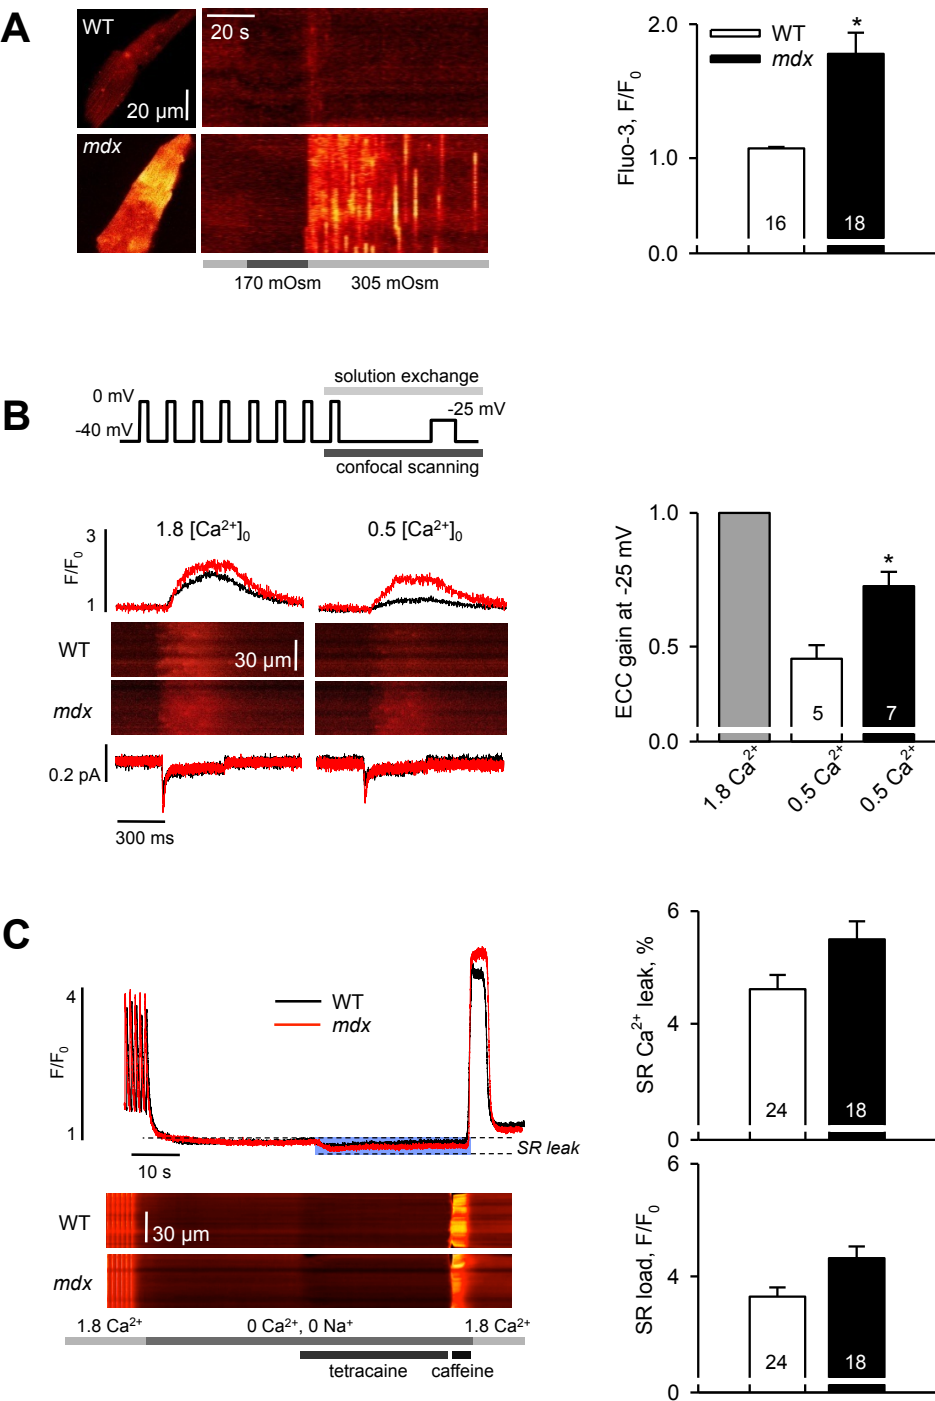 A
WT
20 µm
20 s
mdx
170 mOsm 305 mOsm
Fluo-3, F/F0
2.0
1.0
0.0
WT
mdx
*
16
18
B
0 mV
-40 mV
-25 mV
solution exchange
confocal scanning
1.8 [Ca2+]0
0.5 [Ca2+]0
F/F0
3
1
WT
30 µm
mdx
0.2 pA
300 ms
ECC gain at -25 mV
1.0
0.5
0.0
*
5
7
1.8 Ca2+
0.5 Ca2+
0.5 Ca2+
C
F/F0
4
1
WT
mdx
SR leak
10 s
WT
30 µm
mdx
1.8 Ca2+
0 Ca2+, 0 Na+
1.8 Ca2+
tetracaine
caffeine
SR Ca2+ leak, %
6
4
0
24
18
SR load, F/F0
6
4
0
24
18